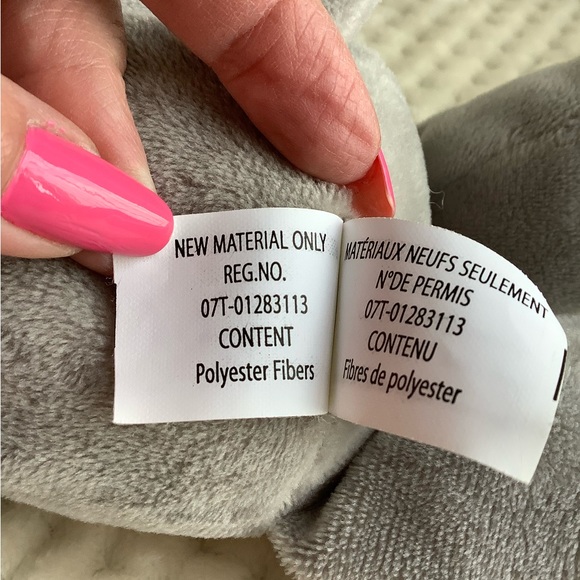 NEW MATERIAL ONLY
REG.NO.
07T-01283113
CONTENT
Polyester Fibers
MATÉRIAUX NEUFS SEULEMENT
N°DE PERMIS
07T-01283113
CONTENU
Fibres de polyester